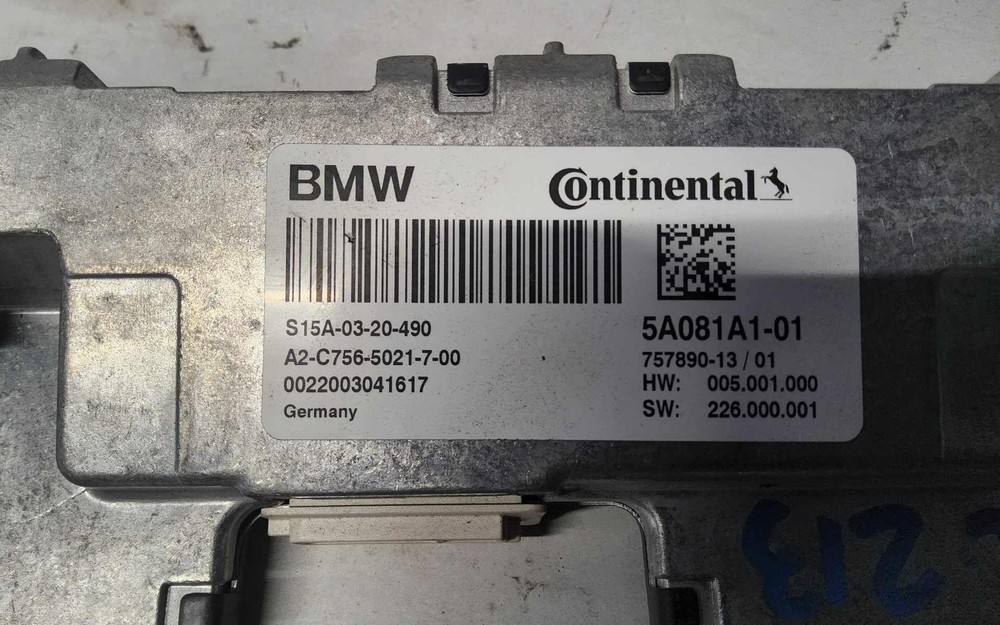 BMW
Continental
S15A-03-20-490
A2-C756-5021-7-00
0022003041617
Germany
5A081A1-01
757890-13 / 01
HW: 005.001.000
SW: 226.000.001
213